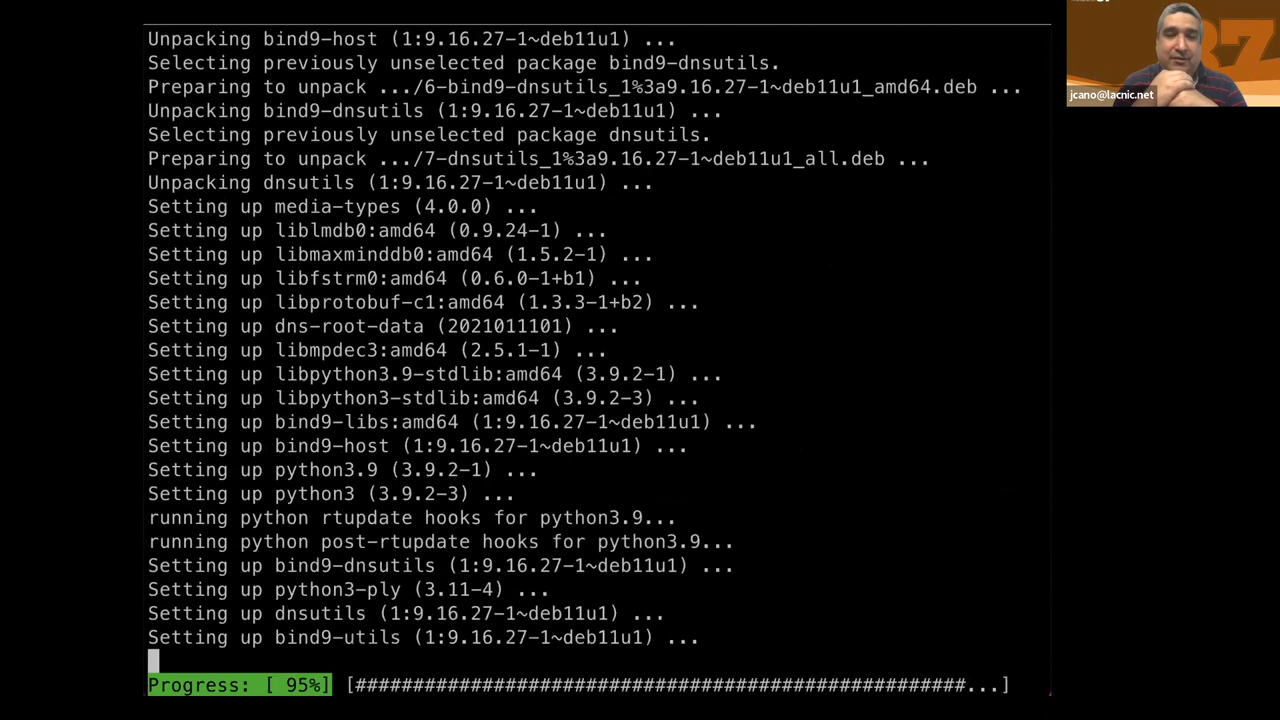 Unpacking bind9-host (1:9.16.27-1~deb11u1) ...
Selecting previously unselected package bind9-dnsutils.
Preparing to unpack .../6-bind9-dnsutils_1%3a9.16.27-1~deb11u1_amd64.deb ...
Unpacking bind9-dnsutils (1:9.16.27-1~deb11u1) ...
Selecting previously unselected package dnsutils.
Preparing to unpack .../7-dnsutils_1%3a9.16.27-1~deb11u1_all.deb ...
Unpacking dnsutils (1:9.16.27-1~deb11u1) ...
Setting up media-types (4.0.0) ...
Setting up liblmdb0:amd64 (0.9.24-1) ...
Setting up libmaxminddb0:amd64 (1.5.2-1) ...
Setting up libfstrm0:amd64 (0.6.0-1+b1) ...
Setting up libprotobuf-c1:amd64 (1.3.3-1+b2) ...
Setting up dns-root-data (2021011101) ...
Setting up libmpdec3:amd64 (2.5.1-1) ...
Setting up libpython3.9-stdlib:amd64 (3.9.2-1) ...
Setting up libpython3-stdlib:amd64 (3.9.2-3) ...
Setting up bind9-libs:amd64 (1:9.16.27-1~deb11u1) ...
Setting up bind9-host (1:9.16.27-1~deb11u1) ...
Setting up python3.9 (3.9.2-1) ...
Setting up python3 (3.9.2-3) ...
running python rtupdate hooks for python3.9...
running python post-rtupdate hooks for python3.9...
Setting up bind9-dnsutils (1:9.16.27-1~deb11u1) ...
Setting up python3-ply (3.11-4) ...
Setting up dnsutils (1:9.16.27-1~deb11u1) ...
Setting up bind9-utils (1:9.16.27-1~deb11u1) ...
Progress: [ 95%] [#####################################################...]
jcano@lacnic.net